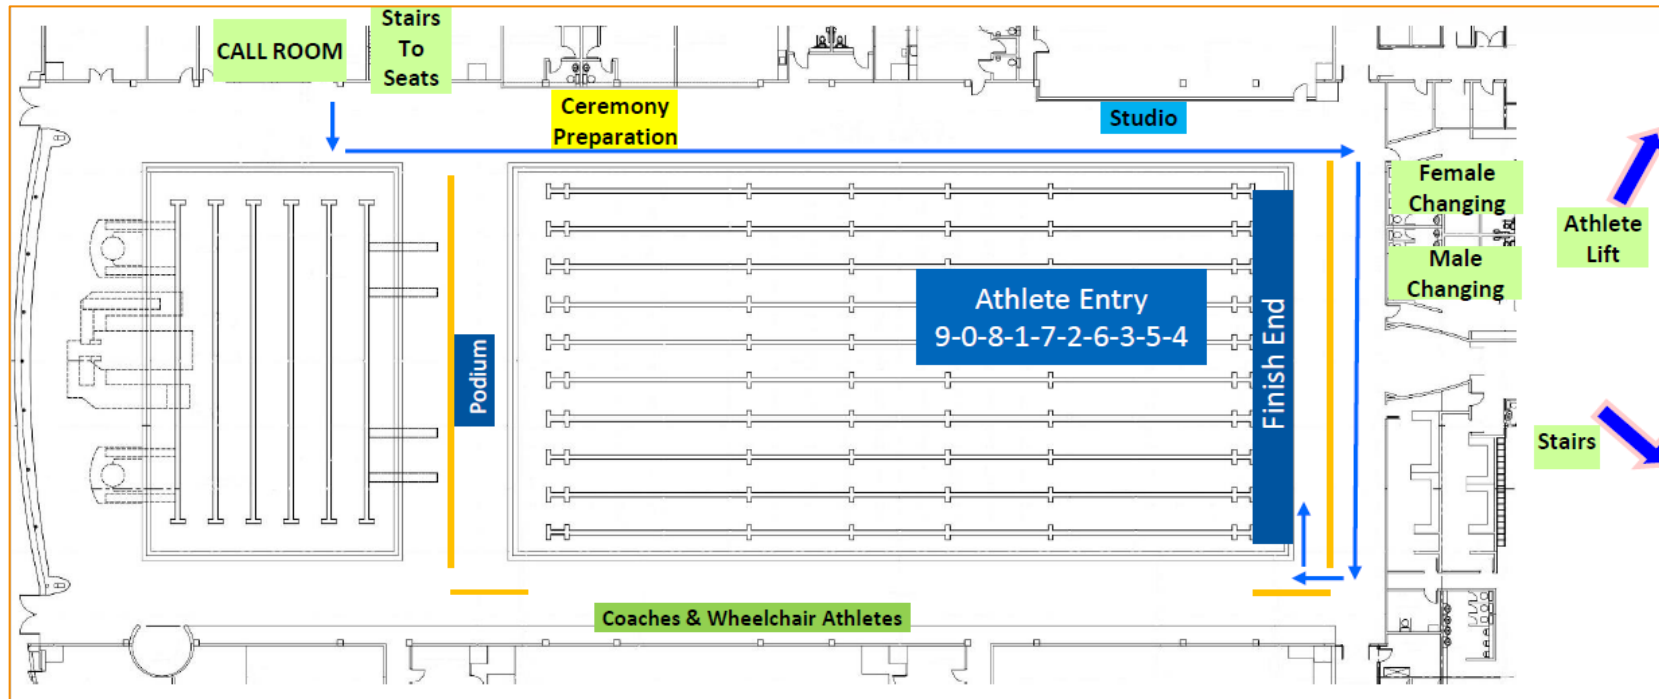 CALL ROOM
Stairs
To
Seats
Ceremony
Preparation
Studio
Female
Changing
Male
Changing
Athlete
Lift
Athlete Entry
9-0-8-1-7-2-6-3-5-4
Podium
Finish End
Stairs
Coaches & Wheelchair Athletes